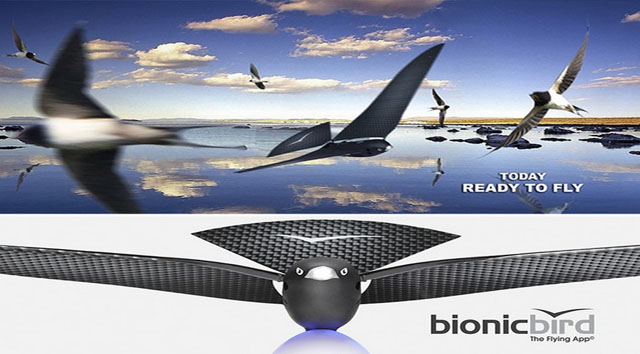 TODAY
READY TO FLY
bionicbird
The Flying App©